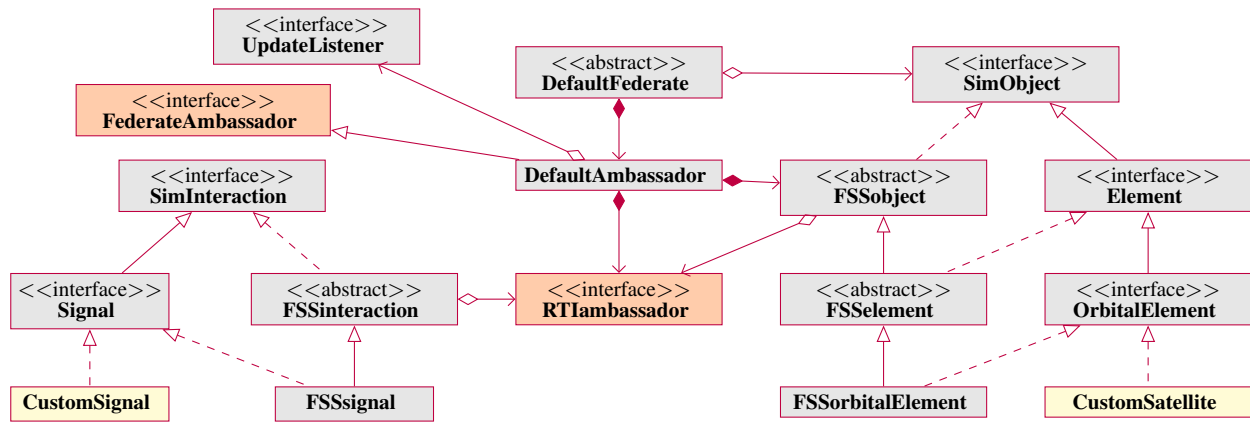 <<interface>>
UpdateListener
<<abstract>>
DefaultFederate
<<interface>>
SimObject
<<interface>>
FederateAmbassador
<<interface>>
SimInteraction
DefaultAmbassador
<<abstract>>
FSSobject
<<interface>>
Element
<<interface>>
Signal
<<abstract>>
FSSinteraction
<<interface>>
RTIambassador
<<abstract>>
FSSelement
<<interface>>
OrbitalElement
CustomSignal
FSSsignal
FSSorbitalElement
CustomSatellite